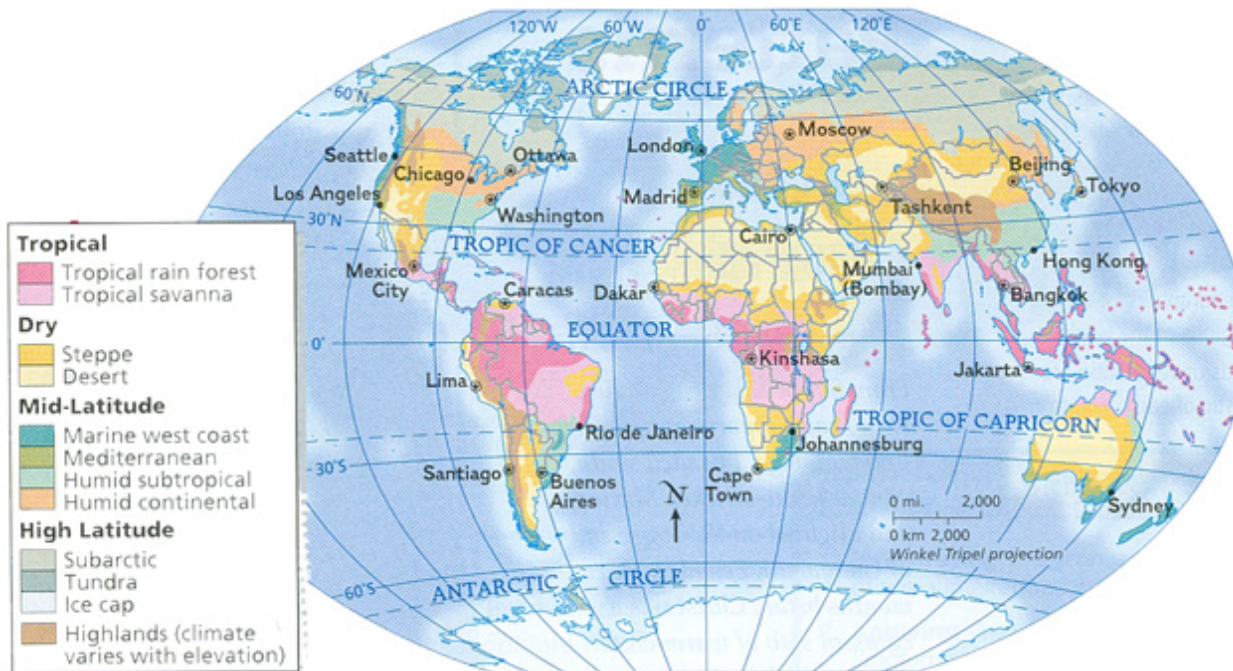 120°W
60°W
0°
60°E
120°E
ARCTIC CIRCLE
60°N
Moscow
London
Seattle
Ottawa
Chicago
Beijing
Tokyo
Los Angeles
Madrid
Washington
Tashkent
30°N
TROPIC OF CANCER
Cairo
Hong Kong
Mexico
City
Caracas
Dakar
Mumbai
(Bombay)
Bangkok
EQUATOR
0°
Kinshasa
Lima
Jakarta
Rio de Janeiro
TROPIC OF CAPRICORN
Johannesburg
30°S
Santiago
Buenos
Aires
Cape
Town
N
Sydney
0 mi. 2,000
0 km 2,000
Winkel Tripel projection
60°S
ANTARCTIC CIRCLE
Tropical
Tropical rain forest
Tropical savanna
Dry
Steppe
Desert
Mid-Latitude
Marine west coast
Mediterranean
Humid subtropical
Humid continental
High Latitude
Subarctic
Tundra
Ice cap
Highlands (climate
varies with elevation)